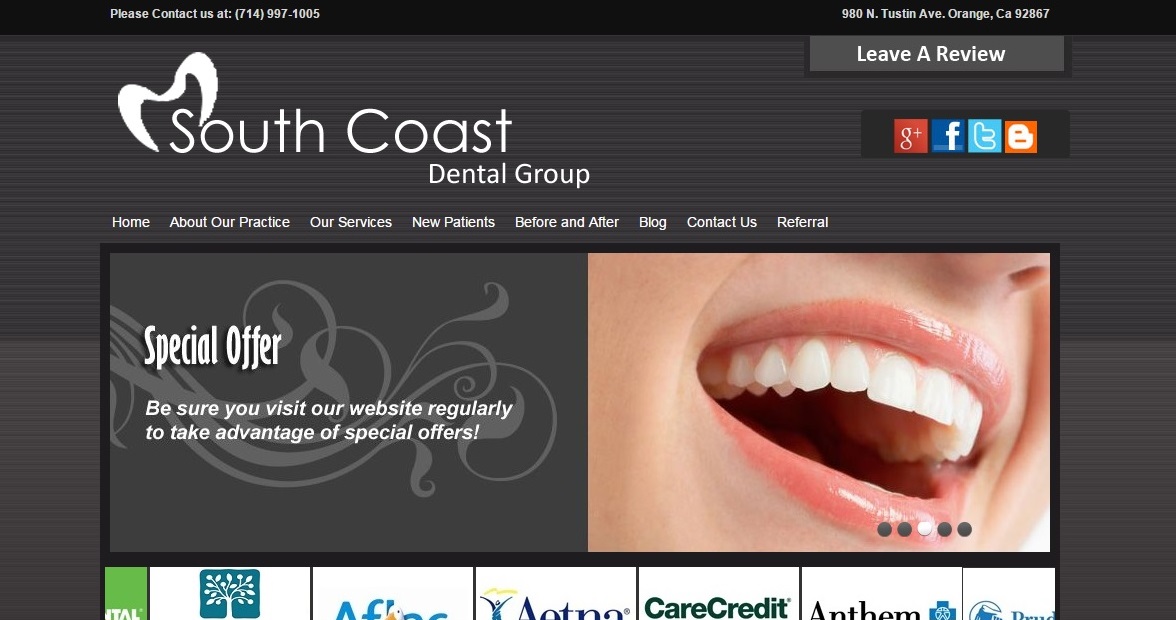 Please Contact us at: (714) 997-1005
980 N. Tustin Ave. Orange, Ca 92867
Leave A Review
South Coast
Dental Group
g+ f t B
Home About Our Practice Our Services New Patients Before and After Blog Contact Us Referral
Special Offer
Be sure you visit our website regularly
to take advantage of special offers!
Aflac Aetna® CareCredit® Anthem